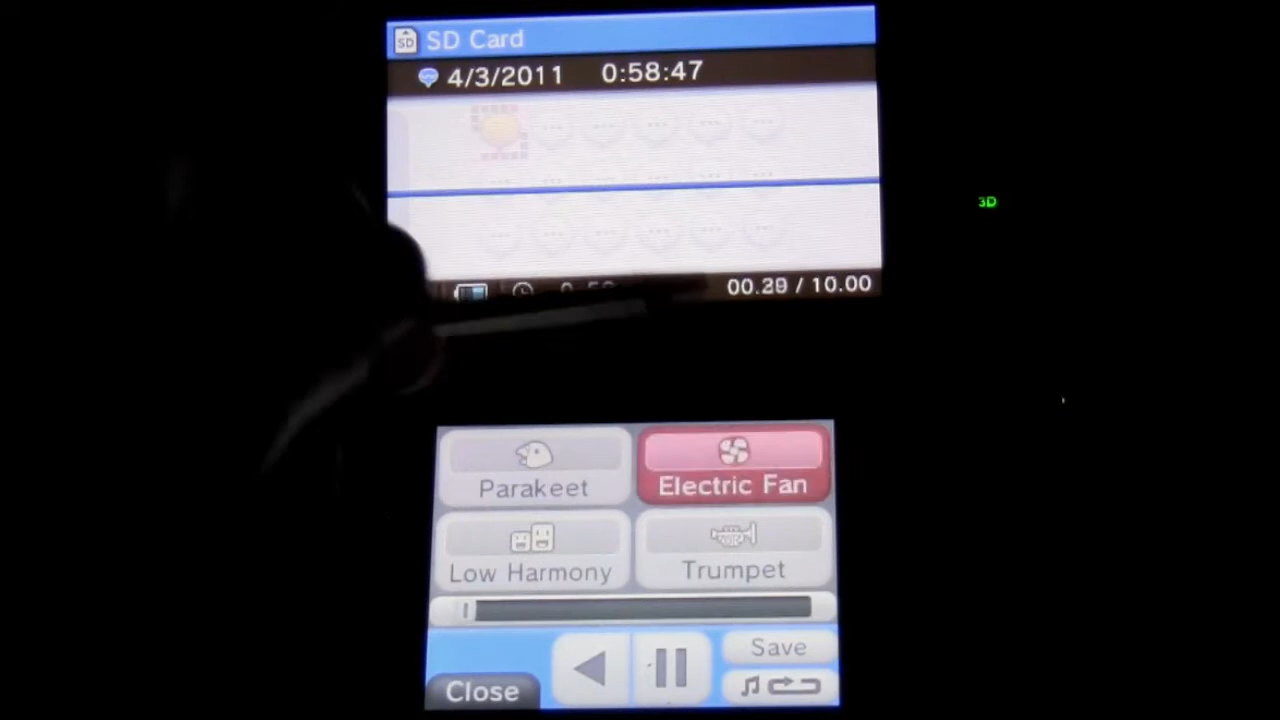 SD Card
4/3/2011 0:58:47
00.29 / 10.00
3D
Parakeet
Electric Fan
Low Harmony
Trumpet
Save
Close